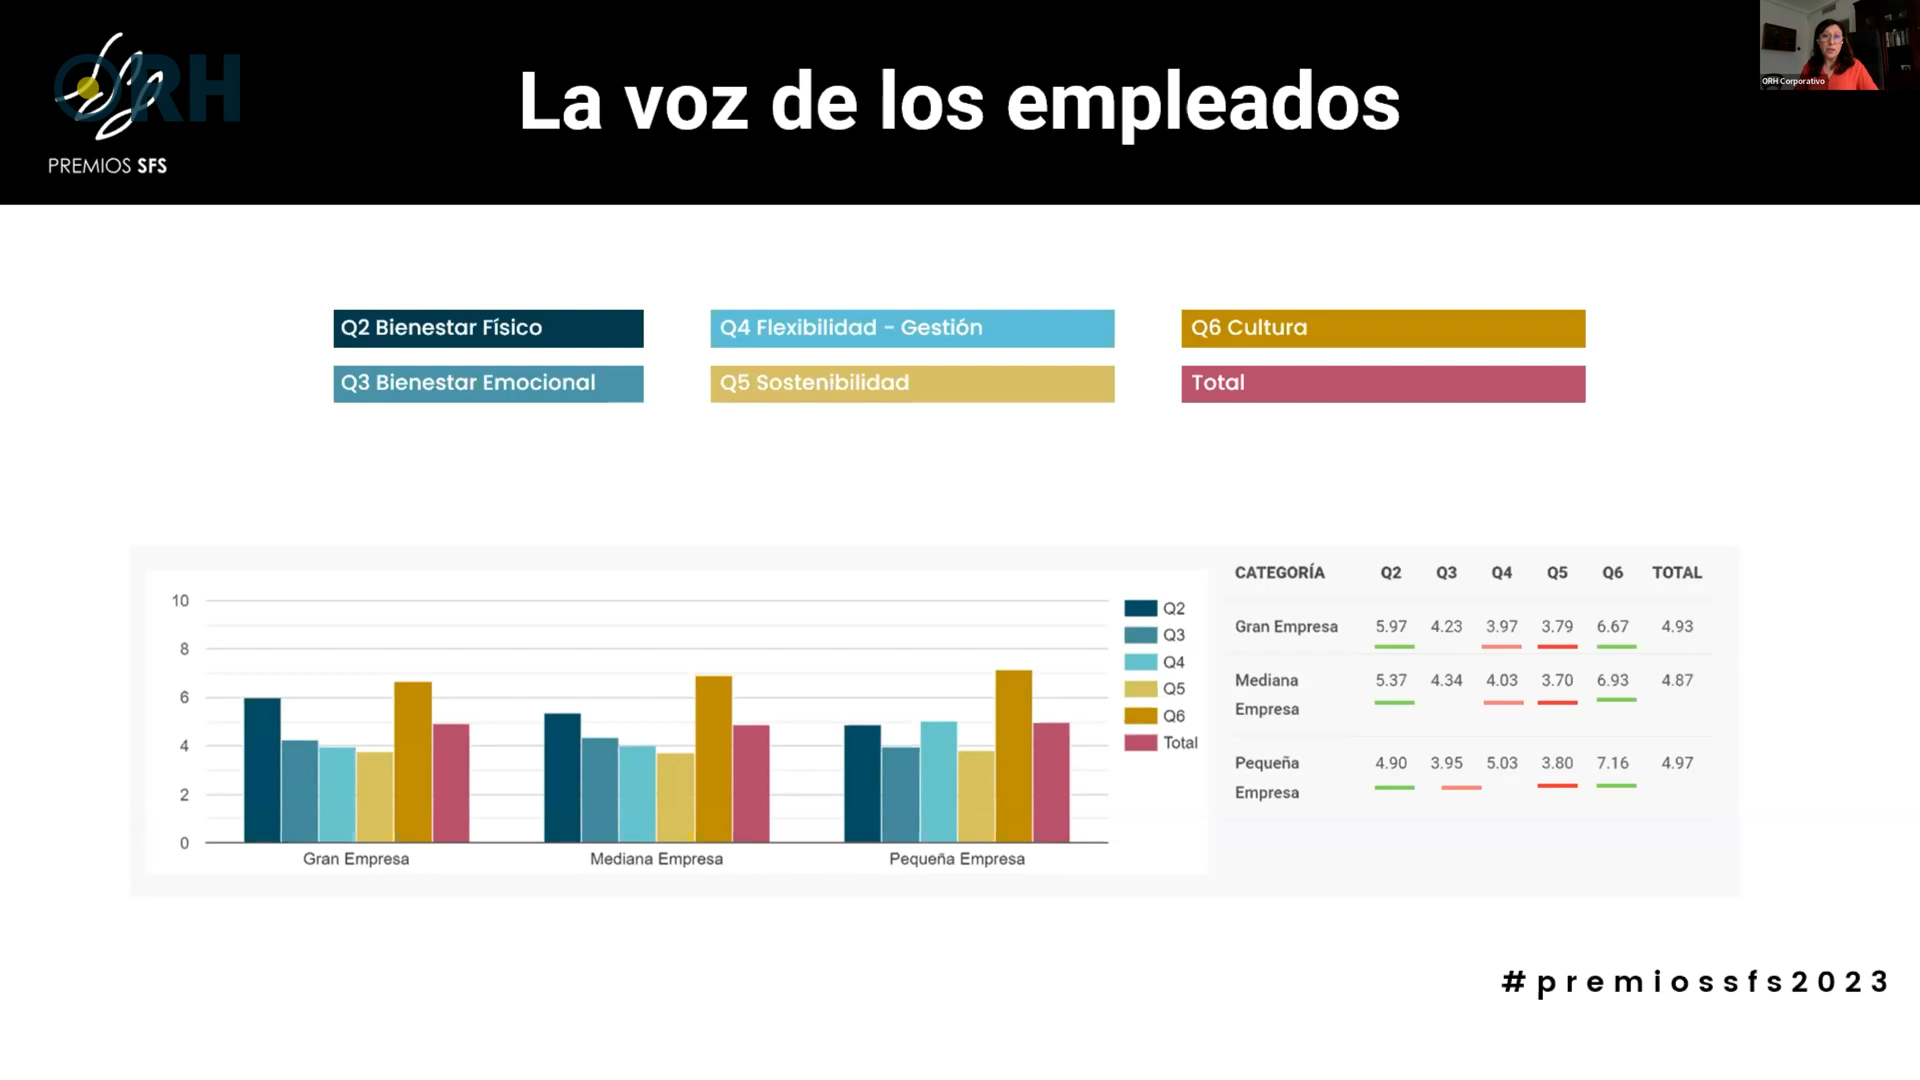 ORH
PREMIOS SFS
La voz de los empleados
ORH Corporativo
Q2 Bienestar Físico
Q4 Flexibilidad - Gestión
Q6 Cultura
Q3 Bienestar Emocional
Q5 Sostenibilidad
Total
10
8
6
4
2
0
Gran Empresa
Mediana Empresa
Pequeña Empresa
Q2
Q3
Q4
Q5
Q6
Total
CATEGORÍA Q2 Q3 Q4 Q5 Q6 TOTAL
Gran Empresa 5.97 4.23 3.97 3.79 6.67 4.93
Mediana 5.37 4.34 4.03 3.70 6.93 4.87
Empresa
Pequeña 4.90 3.95 5.03 3.80 7.16 4.97
Empresa
#premiossfs2023